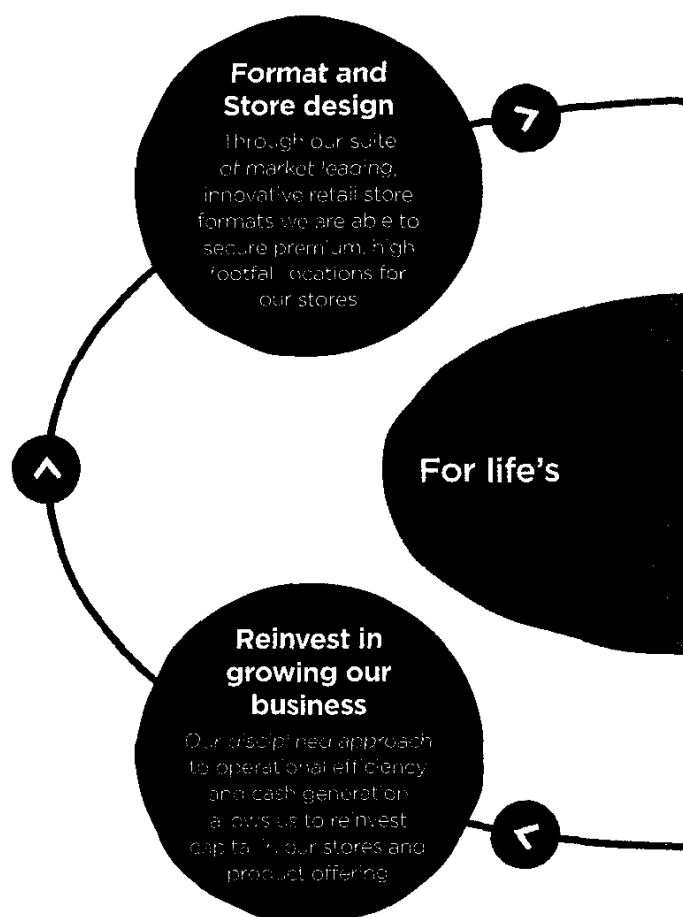 Format and
Store design
Through our suite
of market leading,
innovative retail store
formats we are able to
secure premium, high
footfall locations for
our stores
For life's
Reinvest in
growing our
business
Our disciplined approach
to operational efficiency
and cash generation
allows us to reinvest
capital in our stores and
product offering